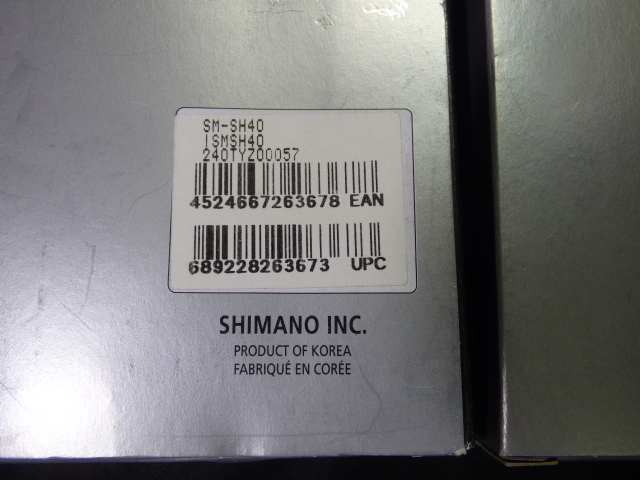 SM-SH40
ISMSH40
240TYZ00057
4524667263678 EAN
689228263673 UPC
SHIMANO INC.
PRODUCT OF KOREA
FABRIQUÉ EN CORÉE